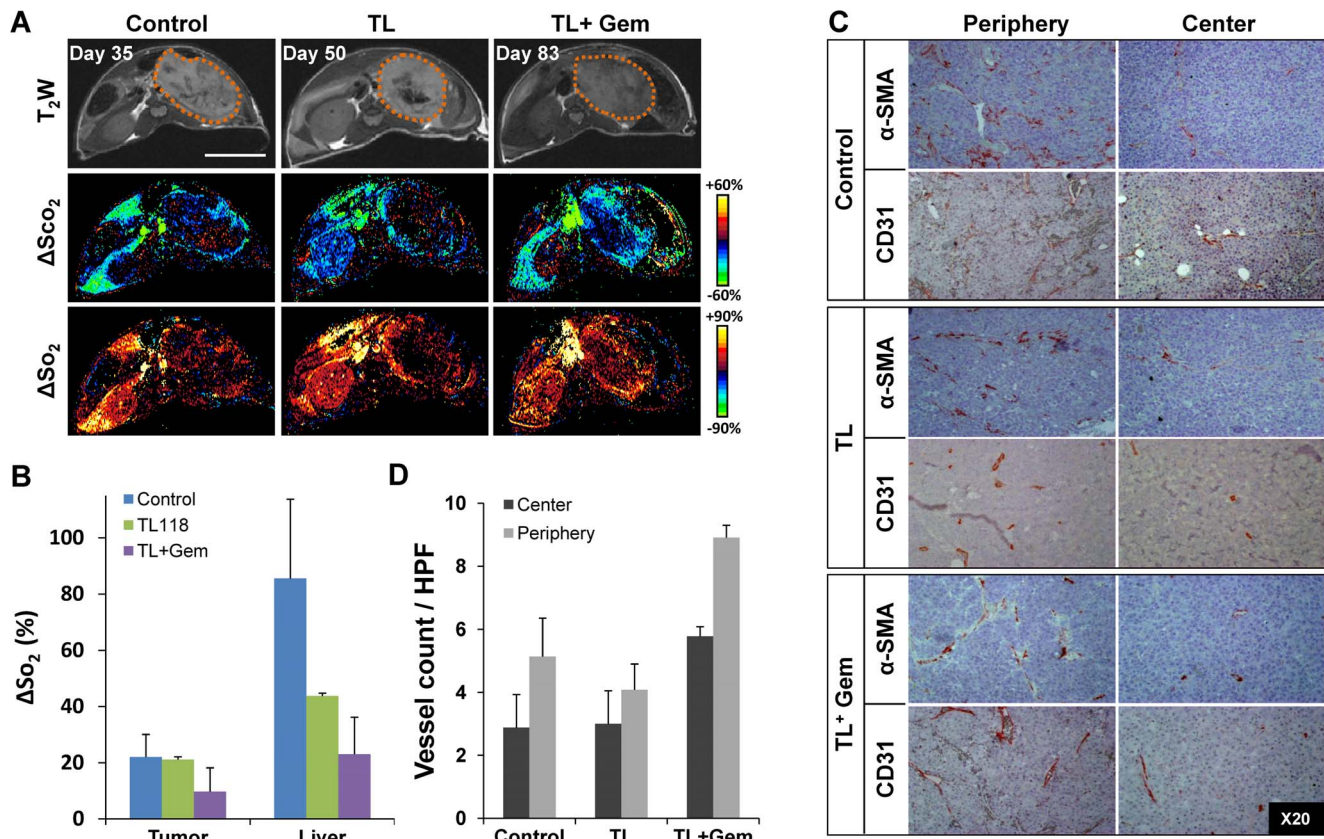 A
Control
TL
TL+ Gem
T₂W
Day 35
Day 50
Day 83
ΔSco₂
+60%
-60%
ΔSo₂
+90%
-90%
B
ΔSo₂ (%)
100
80
60
40
20
0
Control
TL118
TL+Gem
Tumor
Liver
D
Vessel count / HPF
10
8
6
4
2
0
Center
Periphery
Control
TL
TL+Gem
C
Periphery
Center
Control
α-SMA
CD31
TL
α-SMA
CD31
TL⁺ Gem
α-SMA
CD31
X20